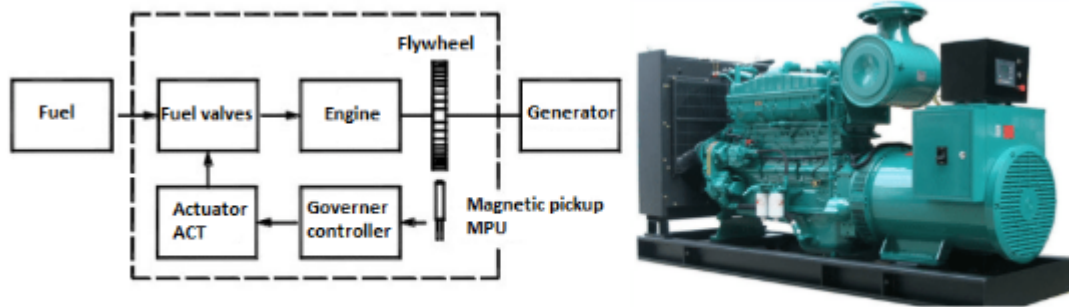 Flywheel
Fuel
Fuel valves
Engine
Generator
Actuator
ACT
Governer
controller
Magnetic pickup
MPU